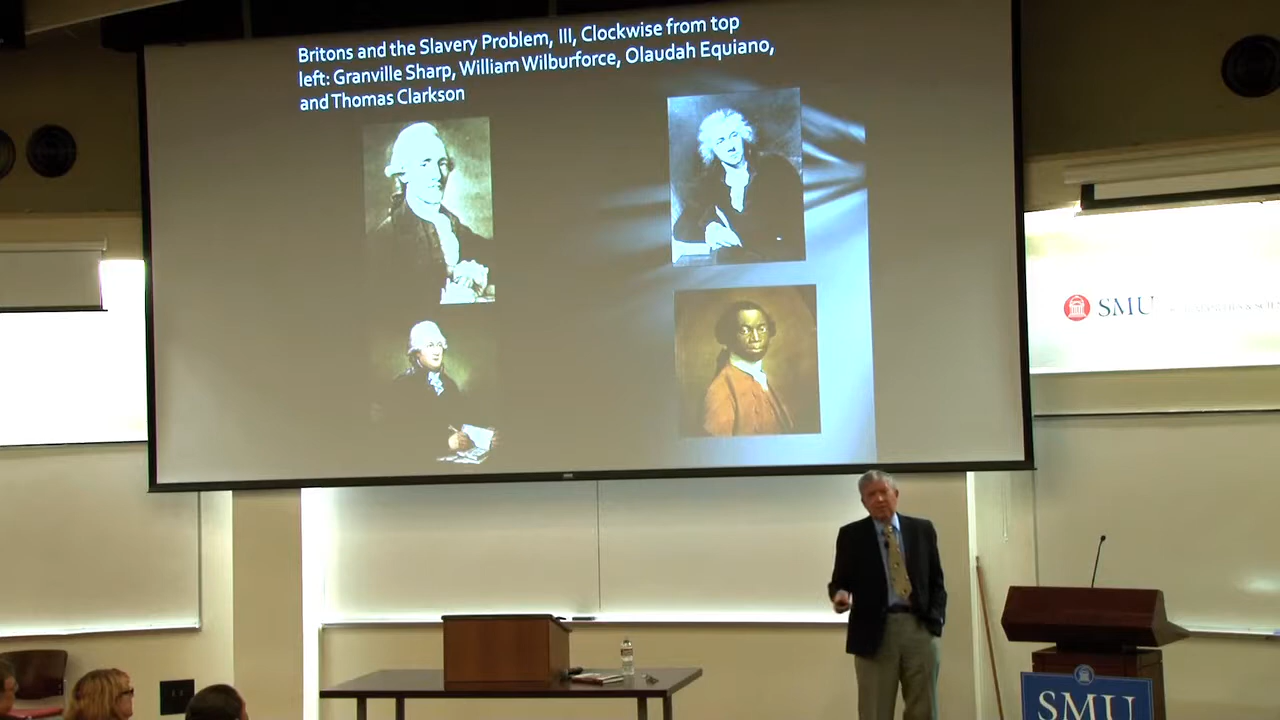 Britons and the Slavery Problem, III, Clockwise from top
left: Granville Sharp, William Wilburforce, Olaudah Equiano,
and Thomas Clarkson
SMU
SMU